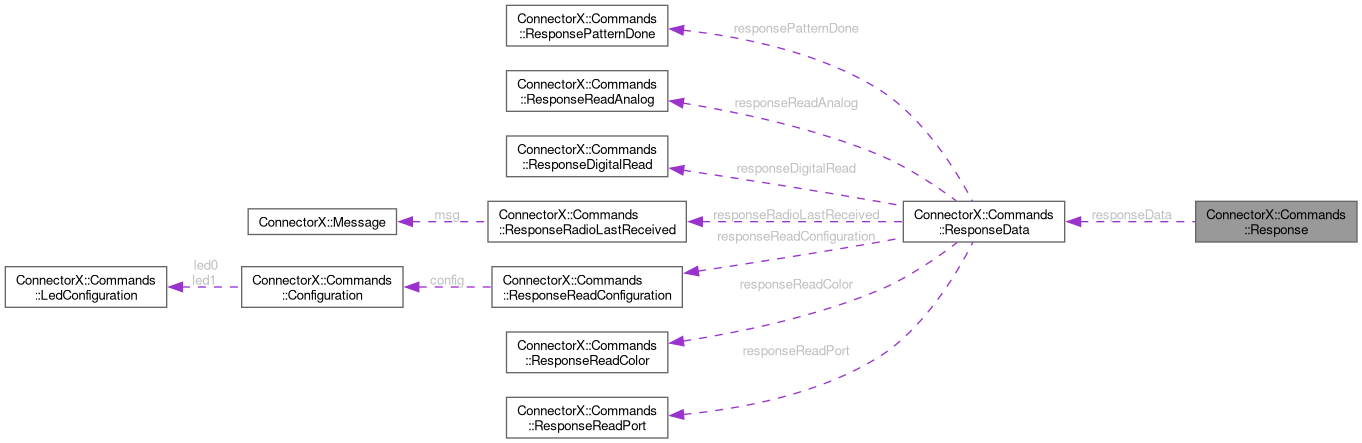 ConnectorX::Commands
::ResponsePatternDone
responsePatternDone
ConnectorX::Commands
::ResponseReadAnalog
responseReadAnalog
ConnectorX::Commands
::ResponseDigitalRead
responseDigitalRead
ConnectorX::Message
msg
ConnectorX::Commands
::ResponseRadioLastReceived
responseRadioLastReceived
ConnectorX::Commands
::ResponseData
responseData
ConnectorX::Commands
::Response
responseReadConfiguration
ConnectorX::Commands
::LedConfiguration
led0
led1
ConnectorX::Commands
::Configuration
config
ConnectorX::Commands
::ResponseReadConfiguration
responseReadColor
ConnectorX::Commands
::ResponseReadColor
responseReadPort
ConnectorX::Commands
::ResponseReadPort